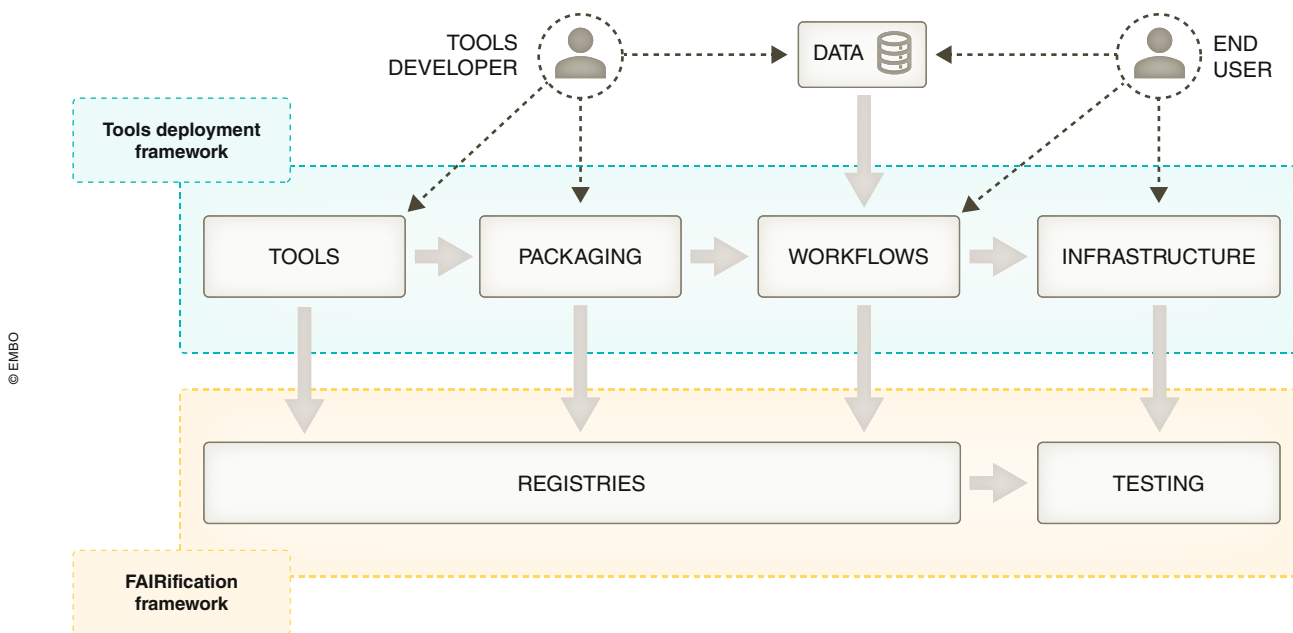 TOOLS
DEVELOPER
DATA
END
USER
Tools deployment
framework
TOOLS
PACKAGING
WORKFLOWS
INFRASTRUCTURE
© EMBO
REGISTRIES
TESTING
FAIRification
framework